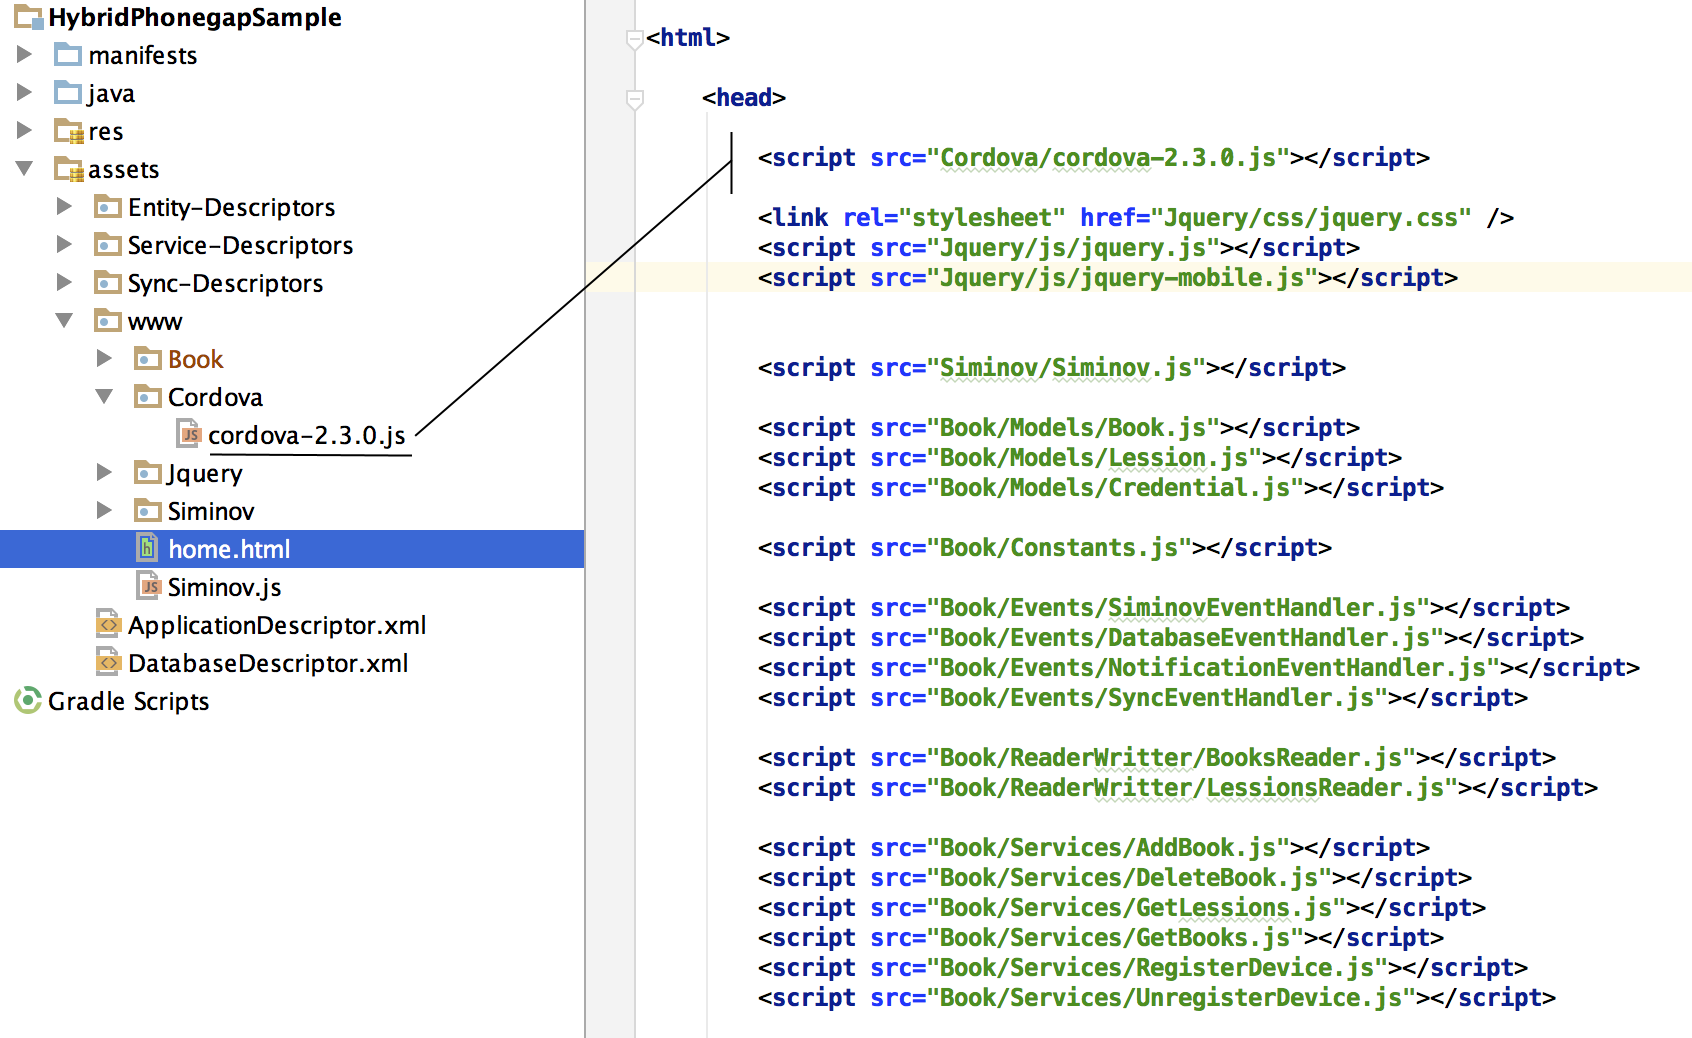 HybridPhonegapSample
manifests
java
res
assets
Entity-Descriptors
Service-Descriptors
Sync-Descriptors
www
Book
Cordova
cordova-2.3.0.js
Jquery
Siminov
home.html
Siminov.js
ApplicationDescriptor.xml
DatabaseDescriptor.xml
Gradle Scripts
<html>
<head>
<script src="Cordova/cordova-2.3.0.js"></script>
<link rel="stylesheet" href="Jquery/css/jquery.css" />
<script src="Jquery/js/jquery.js"></script>
<script src="Jquery/js/jquery-mobile.js"></script>
<script src="Siminov/Siminov.js"></script>
<script src="Book/Models/Book.js"></script>
<script src="Book/Models/Lession.js"></script>
<script src="Book/Models/Credential.js"></script>
<script src="Book/Constants.js"></script>
<script src="Book/Events/SiminovEventHandler.js"></script>
<script src="Book/Events/DatabaseEventHandler.js"></script>
<script src="Book/Events/NotificationEventHandler.js"></script>
<script src="Book/Events/SyncEventHandler.js"></script>
<script src="Book/ReaderWritter/BooksReader.js"></script>
<script src="Book/ReaderWritter/LessionsReader.js"></script>
<script src="Book/Services/AddBook.js"></script>
<script src="Book/Services/DeleteBook.js"></script>
<script src="Book/Services/GetLessions.js"></script>
<script src="Book/Services/GetBooks.js"></script>
<script src="Book/Services/RegisterDevice.js"></script>
<script src="Book/Services/UnregisterDevice.js"></script>